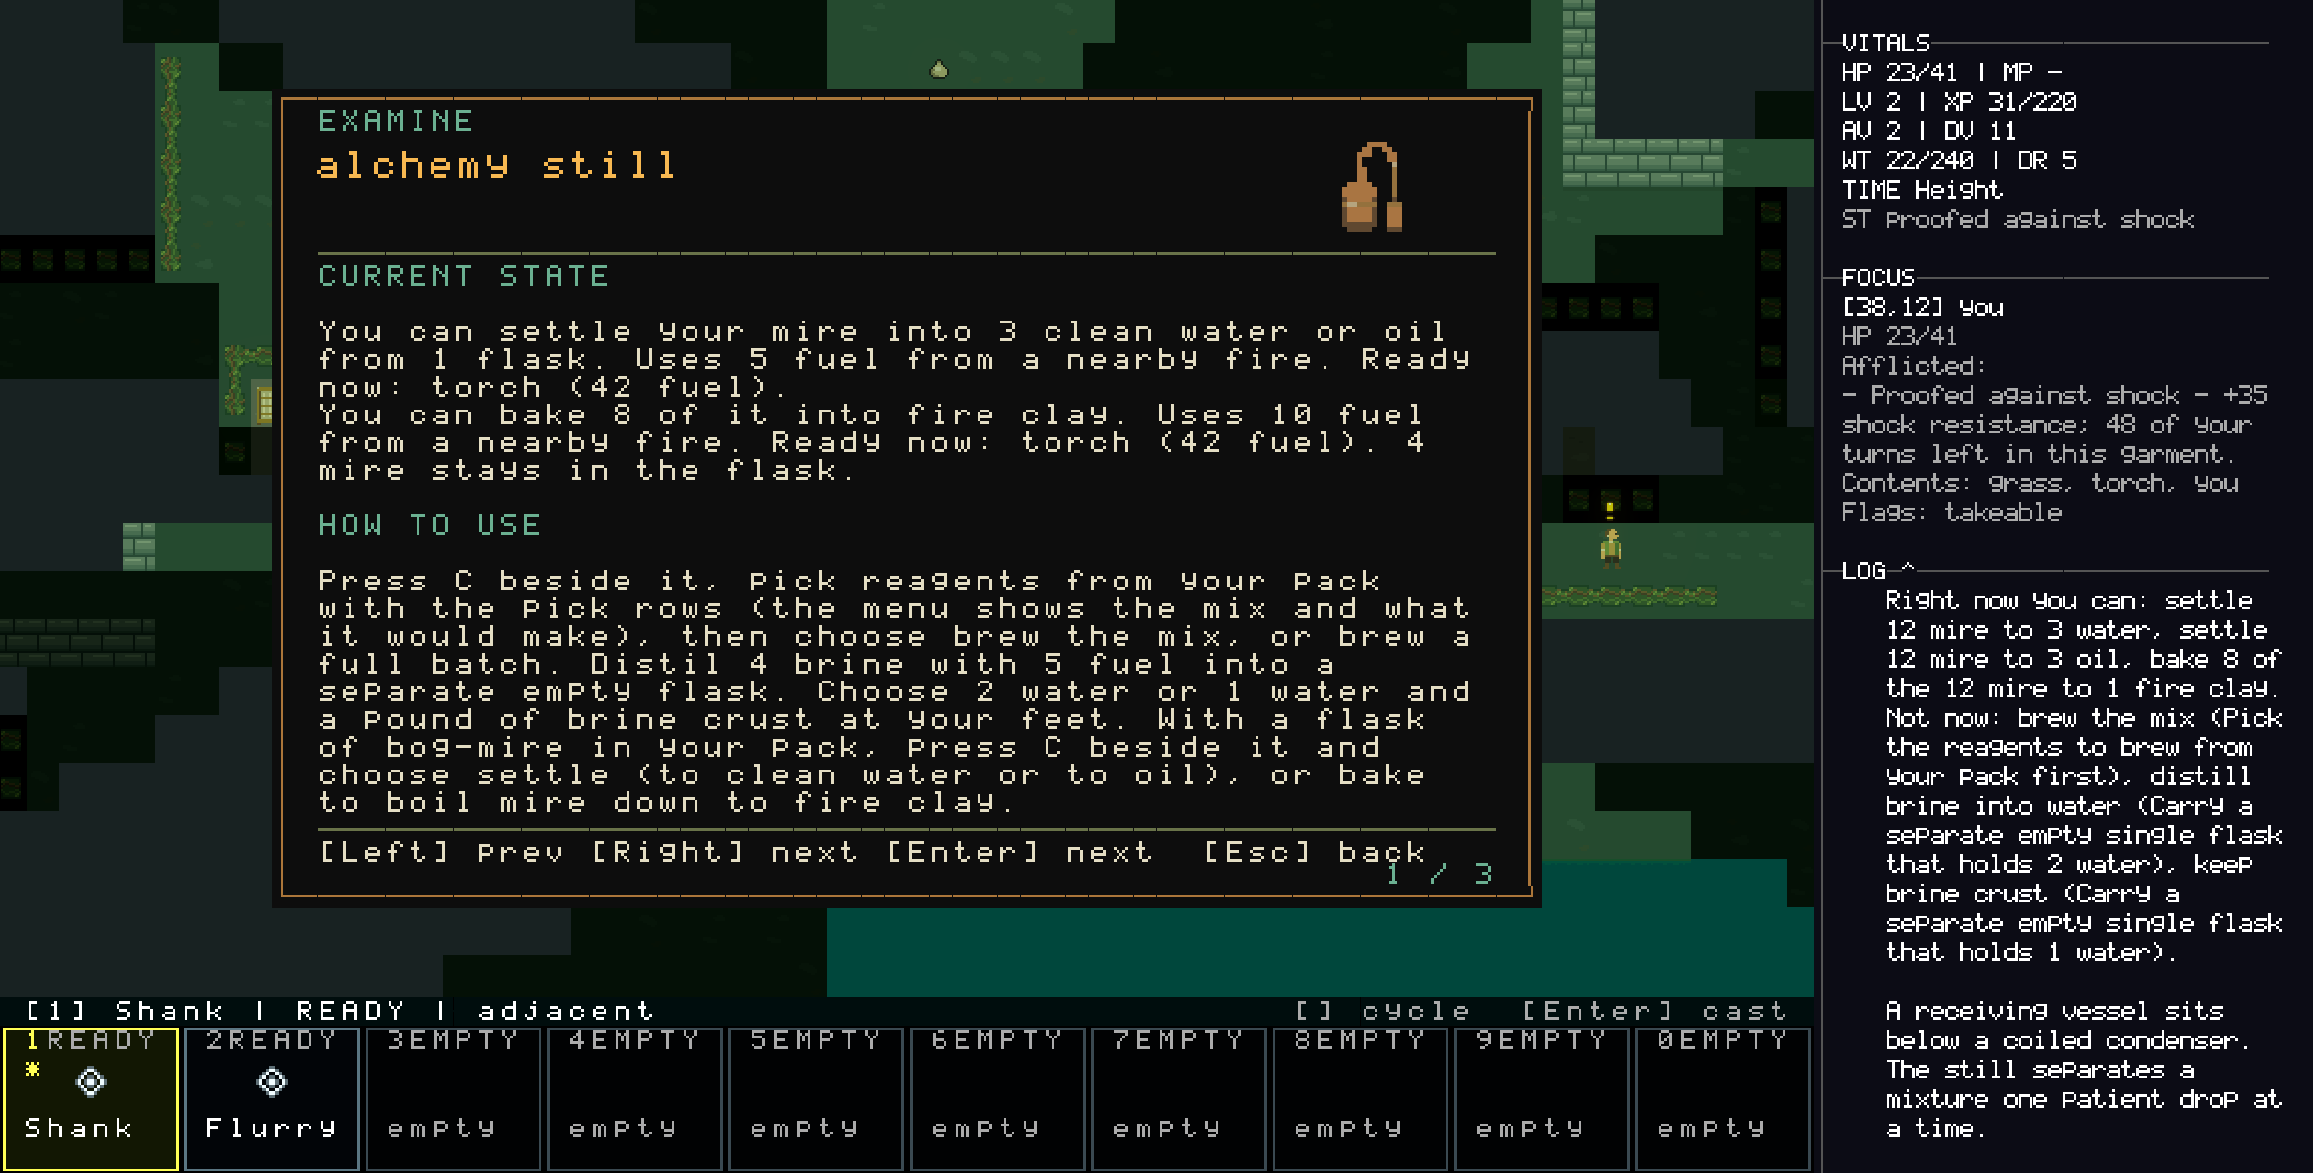 EXAMINE
alchemy still
CURRENT STATE
You can settle your mire into 3 clean water or oil
from 1 flask. Uses 5 fuel from a nearby fire. Ready
now: torch (42 fuel).
You can bake 8 of it into fire clay. Uses 10 fuel
from a nearby fire. Ready now: torch (42 fuel). 4
mire stays in the flask.
HOW TO USE
Press C beside it, pick reagents from your pack
with the pick rows (the menu shows the mix and what
it would make), then choose brew the mix, or brew a
full batch. Distil 4 brine with 5 fuel into a
separate empty flask. Choose 2 water or 1 water and
a pound of brine crust at your feet. With a flask
of bog-mire in your pack, press C beside it and
choose settle (to clean water or to oil), or bake
to boil mire down to fire clay.
[Left] prev [Right] next [Enter] next [Esc] back
1 / 3
[1] Shank | READY | adjacent
[] cycle [Enter] cast
1READY
Shank
2READY
Flurry
3EMPTY
empty
4EMPTY
empty
5EMPTY
empty
6EMPTY
empty
7EMPTY
empty
8EMPTY
empty
9EMPTY
empty
0EMPTY
empty
VITALS
HP 23/41 | MP -
LV 2 | XP 31/220
AV 2 | DV 11
WT 22/240 | DR 5
TIME Height
ST Proofed against shock
FOCUS
[38,12] you
HP 23/41
Afflicted:
- Proofed against shock - +35
shock resistance; 48 of your
turns left in this garment.
Contents: grass, torch, you
Flags: takeable
LOG ^
Right now you can: settle
12 mire to 3 water, settle
12 mire to 3 oil, bake 8 of
the 12 mire to 1 fire clay.
Not now: brew the mix (Pick
the reagents to brew from
your pack first), distill
brine into water (Carry a
separate empty single flask
that holds 2 water), keep
brine crust (Carry a
separate empty single flask
that holds 1 water).
A receiving vessel sits
below a coiled condenser.
The still separates a
mixture one patient drop at
a time.